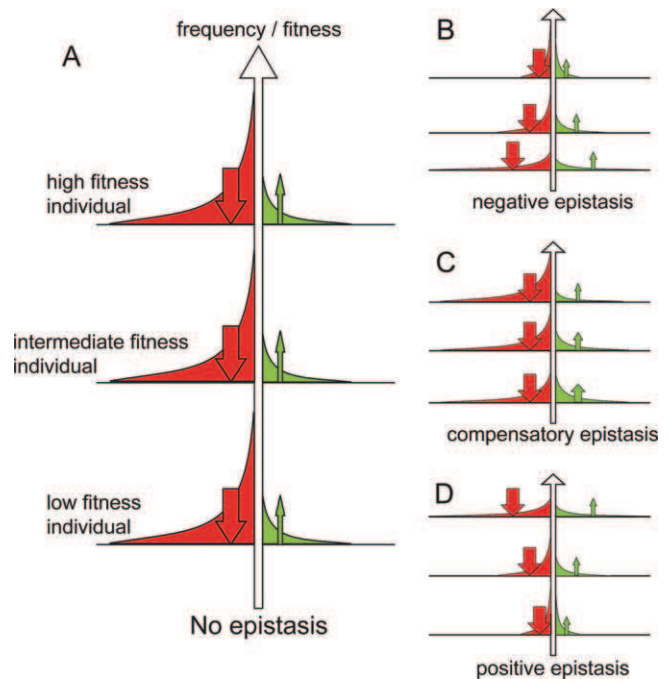 A
frequency / fitness
high fitness
individual
intermediate fitness
individual
low fitness
individual
No epistasis
B
negative epistasis
C
compensatory epistasis
D
positive epistasis